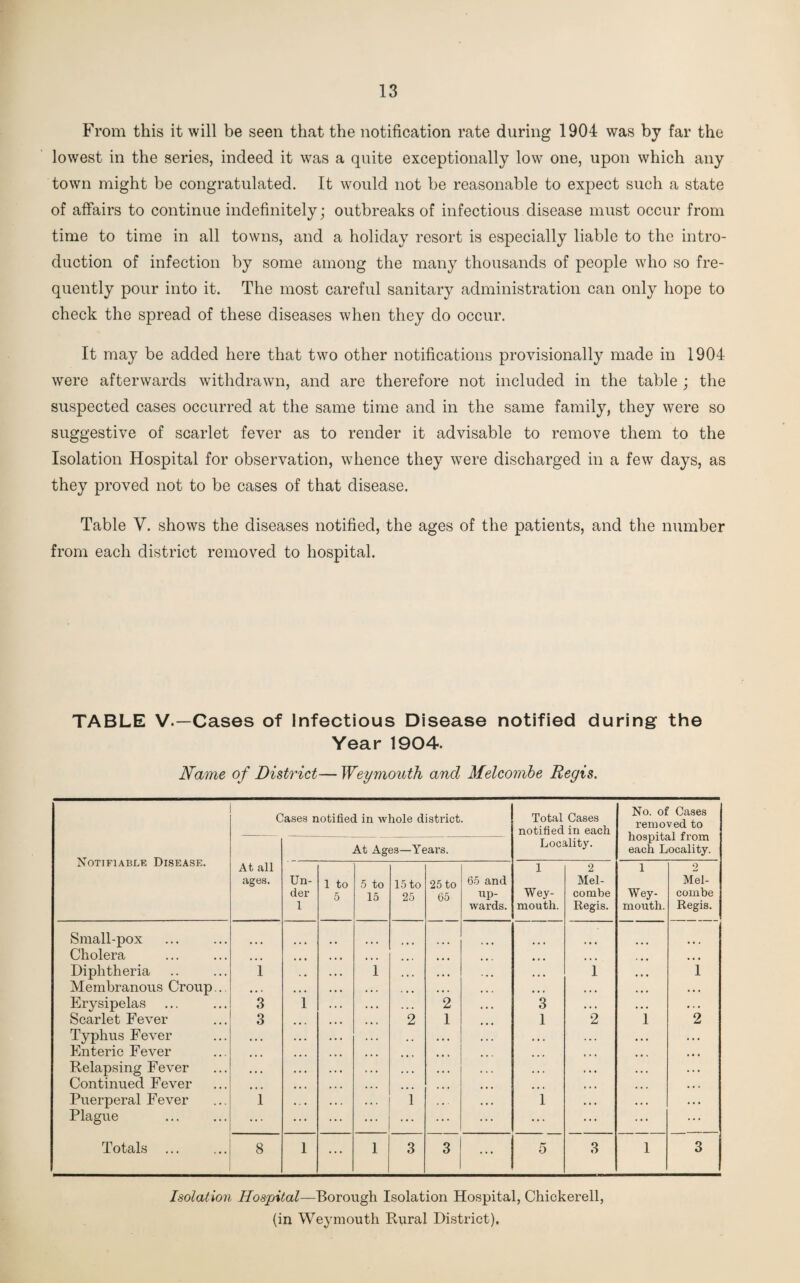 13
From this it will be seen that the notification rate during 1904 was by far the
lowest in the series, indeed it was a quite exceptionally low one, upon which any
town might be congratulated. It would not be reasonable to expect such a state
of affairs to continue indefinitely; outbreaks of infectious disease must occur from
time to time in all towns, and a holiday resort is especially liable to the intro-
duction of infection by some among the many thousands of people who so fre-
quently pour into it. The most careful sanitary administration can only hope to
check the spread of these diseases when they do occur.
It may be added here that two other notifications provisionally made in 1904
were afterwards withdrawn, and are therefore not included in the table ; the
suspected cases occurred at the same time and in the same family, they were so
suggestive of scarlet fever as to render it advisable to remove them to the
Isolation Hospital for observation, whence they were discharged in a few days, as
they proved not to be cases of that disease.
Table V. shows the diseases notified, the ages of the patients, and the number
from each district removed to hospital.
TABLE V.—Cases of Infectious Disease notified during the
Year 1904.
Name of District—Weymouth and Melcombe Regis.
Notifiable Disease. | Cases notified in whole district. | Total Cases notified in each Locality. | No. of Cases removed to hospital from each Locality.
At all ages. | At Ages—Years.
Un-der 1 | 1 to 5 | 5 to 15 | 15 to 25 | 25 to 65 | 65 and up-wards. | 1 Wey-mouth. | 2 Mel-combe Regis. | 1 Wey-mouth. | 2 Mel-combe Regis.
Small-pox ... ... | ... | ... | .. | ... | ... | ... | ... | ... | ... | ... | ...
Cholera ... ... | ... | ... | ... | ... | ... | ... | ... | ... | ... | ... | ...
Diphtheria .. ... | 1 | .. | ... | 1 | ... | ... | ... | ... | 1 | ... | 1
Membranous Croup... | ... | ... | ... | ... | ... | ... | ... | ... | ... | ... | ...
Erysipelas ... ... | 3 | 1 | ... | ... | ... | 2 | ... | 3 | ... | ... | ...
Scarlet Fever ... | 3 | ... | ... | ... | 2 | 1 | ... | 1 | 2 | 1 | 2
Typhus Fever ... | ... | ... | ... | ... | .. | ... | ... | ... | ... | ... | ...
Enteric Fever ... | ... | ... | ... | ... | ... | ... | ... | ... | ... | ... | ...
Relapsing Fever ... | ... | ... | ... | ... | ... | ... | ... | ... | ... | ... | ...
Continued Fever ... | ... | ... | ... | ... | ... | ... | ... | ... | ... | ... | ...
Puerperal Fever ... | 1 | ... | ... | ... | 1 | ... | ... | 1 | ... | ... | ...
Plague ... ... | ... | ... | ... | ... | ... | ... | ... | ... | ... | ... | ...
Totals ... ... | 8 | 1 | ... | 1 | 3 | 3 | ... | 5 | 3 | 1 | 3
Isolation Hospital—Borough Isolation Hospital, Chickerell,
(in Weymouth Rural District).